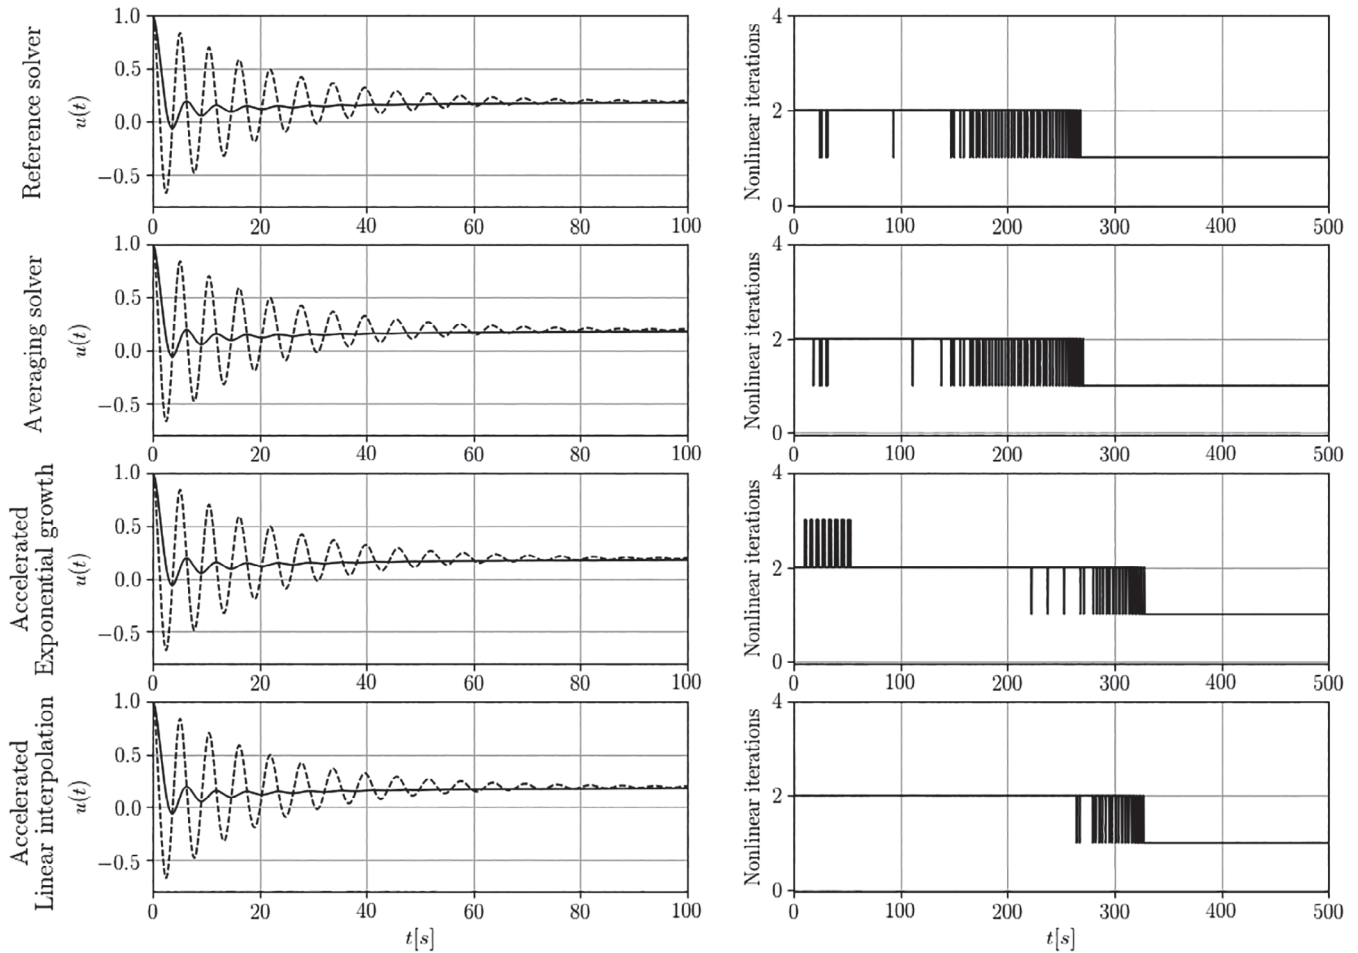 Reference solver
u(t)
1.0
0.5
0.0
−0.5
0 20 40 60 80 100
Nonlinear iterations
4
2
0
0 100 200 300 400 500
Averaging solver
u(t)
1.0
0.5
0.0
−0.5
0 20 40 60 80 100
Nonlinear iterations
4
2
0
0 100 200 300 400 500
Accelerated
Exponential growth
u(t)
1.0
0.5
0.0
−0.5
0 20 40 60 80 100
Nonlinear iterations
4
2
0
0 100 200 300 400 500
Accelerated
Linear interpolation
u(t)
1.0
0.5
0.0
−0.5
0 20 40 60 80 100
t[s]
Nonlinear iterations
4
2
0
0 100 200 300 400 500
t[s]